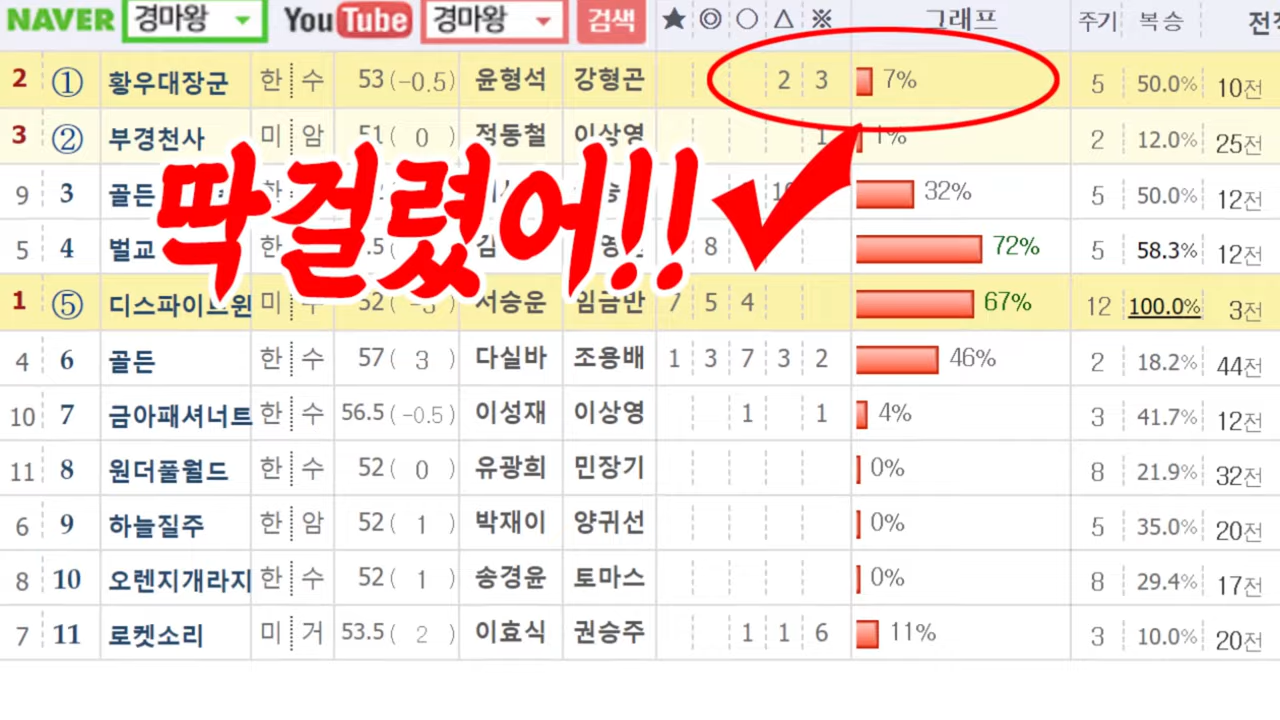 NAVER 경마왕 YouTube 경마왕 검색 ★ ◎ ○ △ ※ 그래프 주기 복승
2 ① 황우대장군 한 수 53 (-0.5) 윤형석 강형곤 2 3 7% 5 50.0% 10전
3 ② 부경천사 미 암 51 ( 0 ) 정동철 이상영 1 1% 2 12.0% 25전
9 3 골든 한 32% 5 50.0% 12전
딱걸렸어!!
5 4 벌교 한 8 72% 5 58.3% 12전
1 ⑤ 디스파이트윈 미 수 52 서승운 임금만 7 5 4 67% 12 100.0% 3전
4 6 골든 한 수 57 ( 3 ) 다실바 조용배 1 3 7 3 2 46% 2 18.2% 44전
10 7 금아패셔너트 한 수 56.5 (-0.5) 이성재 이상영 1 1 4% 3 41.7% 12전
11 8 원더풀월드 한 수 52 ( 0 ) 유광희 민장기 0% 8 21.9% 32전
6 9 하늘질주 한 암 52 ( 1 ) 박재이 양귀선 0% 5 35.0% 20전
8 10 오렌지개라지 한 수 52 ( 1 ) 송경윤 토마스 0% 8 29.4% 17전
7 11 로켓소리 미 거 53.5 ( 2 ) 이효식 권승주 1 1 6 11% 3 10.0% 20전